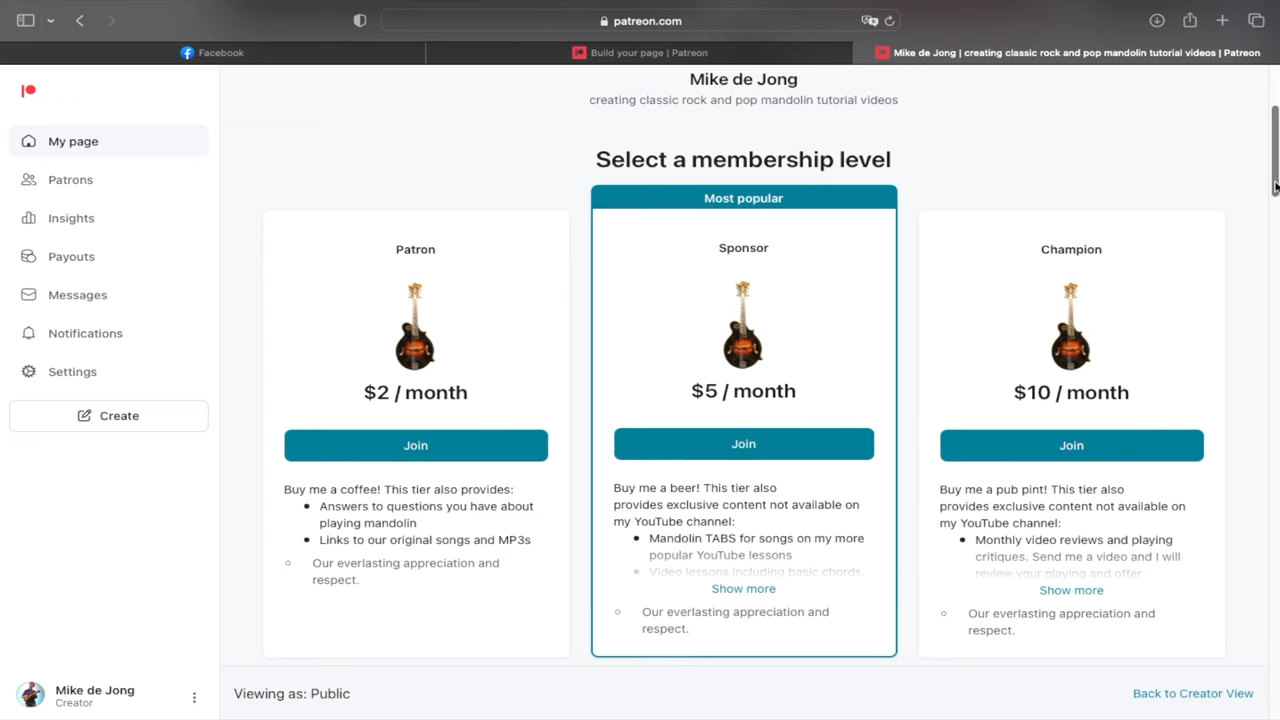 patreon.com
Facebook
Build your page | Patreon
Mike de Jong | creating classic rock and pop mandolin tutorial videos | Patreon
My page
Patrons
Insights
Payouts
Messages
Notifications
Settings
Create
Mike de Jong
Creator
Mike de Jong
creating classic rock and pop mandolin tutorial videos
Select a membership level
Patron
$2 / month
Join
Buy me a coffee! This tier also provides:
Answers to questions you have about
playing mandolin
Links to our original songs and MP3s
Our everlasting appreciation and
respect.
Most popular
Sponsor
$5 / month
Join
Buy me a beer! This tier also
provides exclusive content not available on
my YouTube channel:
Mandolin TABS for songs on my more
popular YouTube lessons
Video lessons including basic chords,
Show more
Our everlasting appreciation and
respect.
Champion
$10 / month
Join
Buy me a pub pint! This tier also
provides exclusive content not available on
my YouTube channel:
Monthly video reviews and playing
critiques. Send me a video and I will
review your playing and offer
Show more
Our everlasting appreciation and
respect.
Viewing as: Public
Back to Creator View